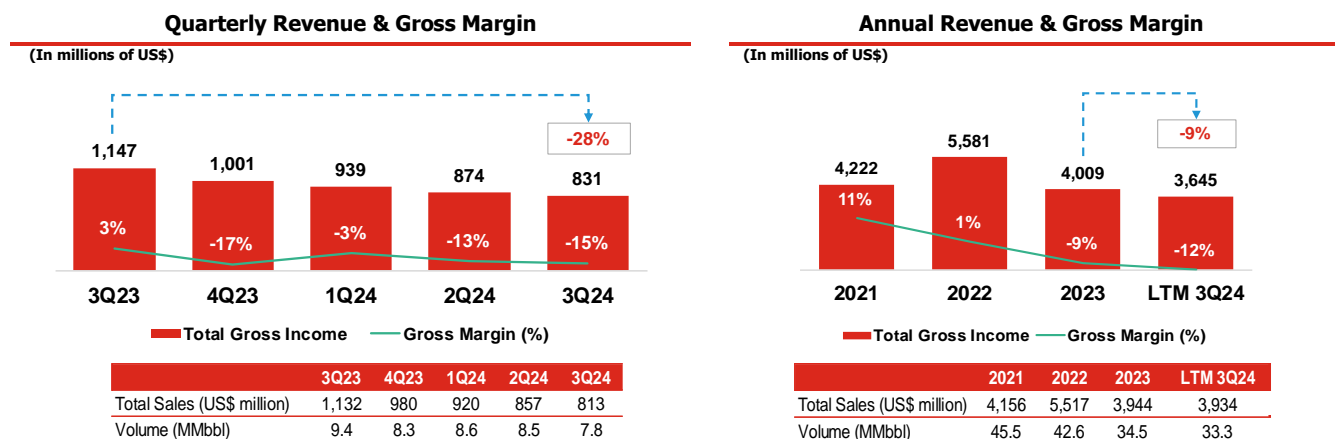 Quarterly Revenue & Gross Margin
(In millions of US$)
-28%
1,147
1,001
939
874
831
3%
-17%
-3%
-13%
-15%
3Q23 4Q23 1Q24 2Q24 3Q24
Total Gross Income Gross Margin (%)
3Q23 4Q23 1Q24 2Q24 3Q24
Total Sales (US$ million) 1,132 980 920 857 813
Volume (MMbbl) 9.4 8.3 8.6 8.5 7.8
Annual Revenue & Gross Margin
(In millions of US$)
-9%
4,222
5,581
4,009
3,645
11%
1%
-9%
-12%
2021 2022 2023 LTM 3Q24
Total Gross Income Gross Margin (%)
2021 2022 2023 LTM 3Q24
Total Sales (US$ million) 4,156 5,517 3,944 3,934
Volume (MMbbl) 45.5 42.6 34.5 33.3